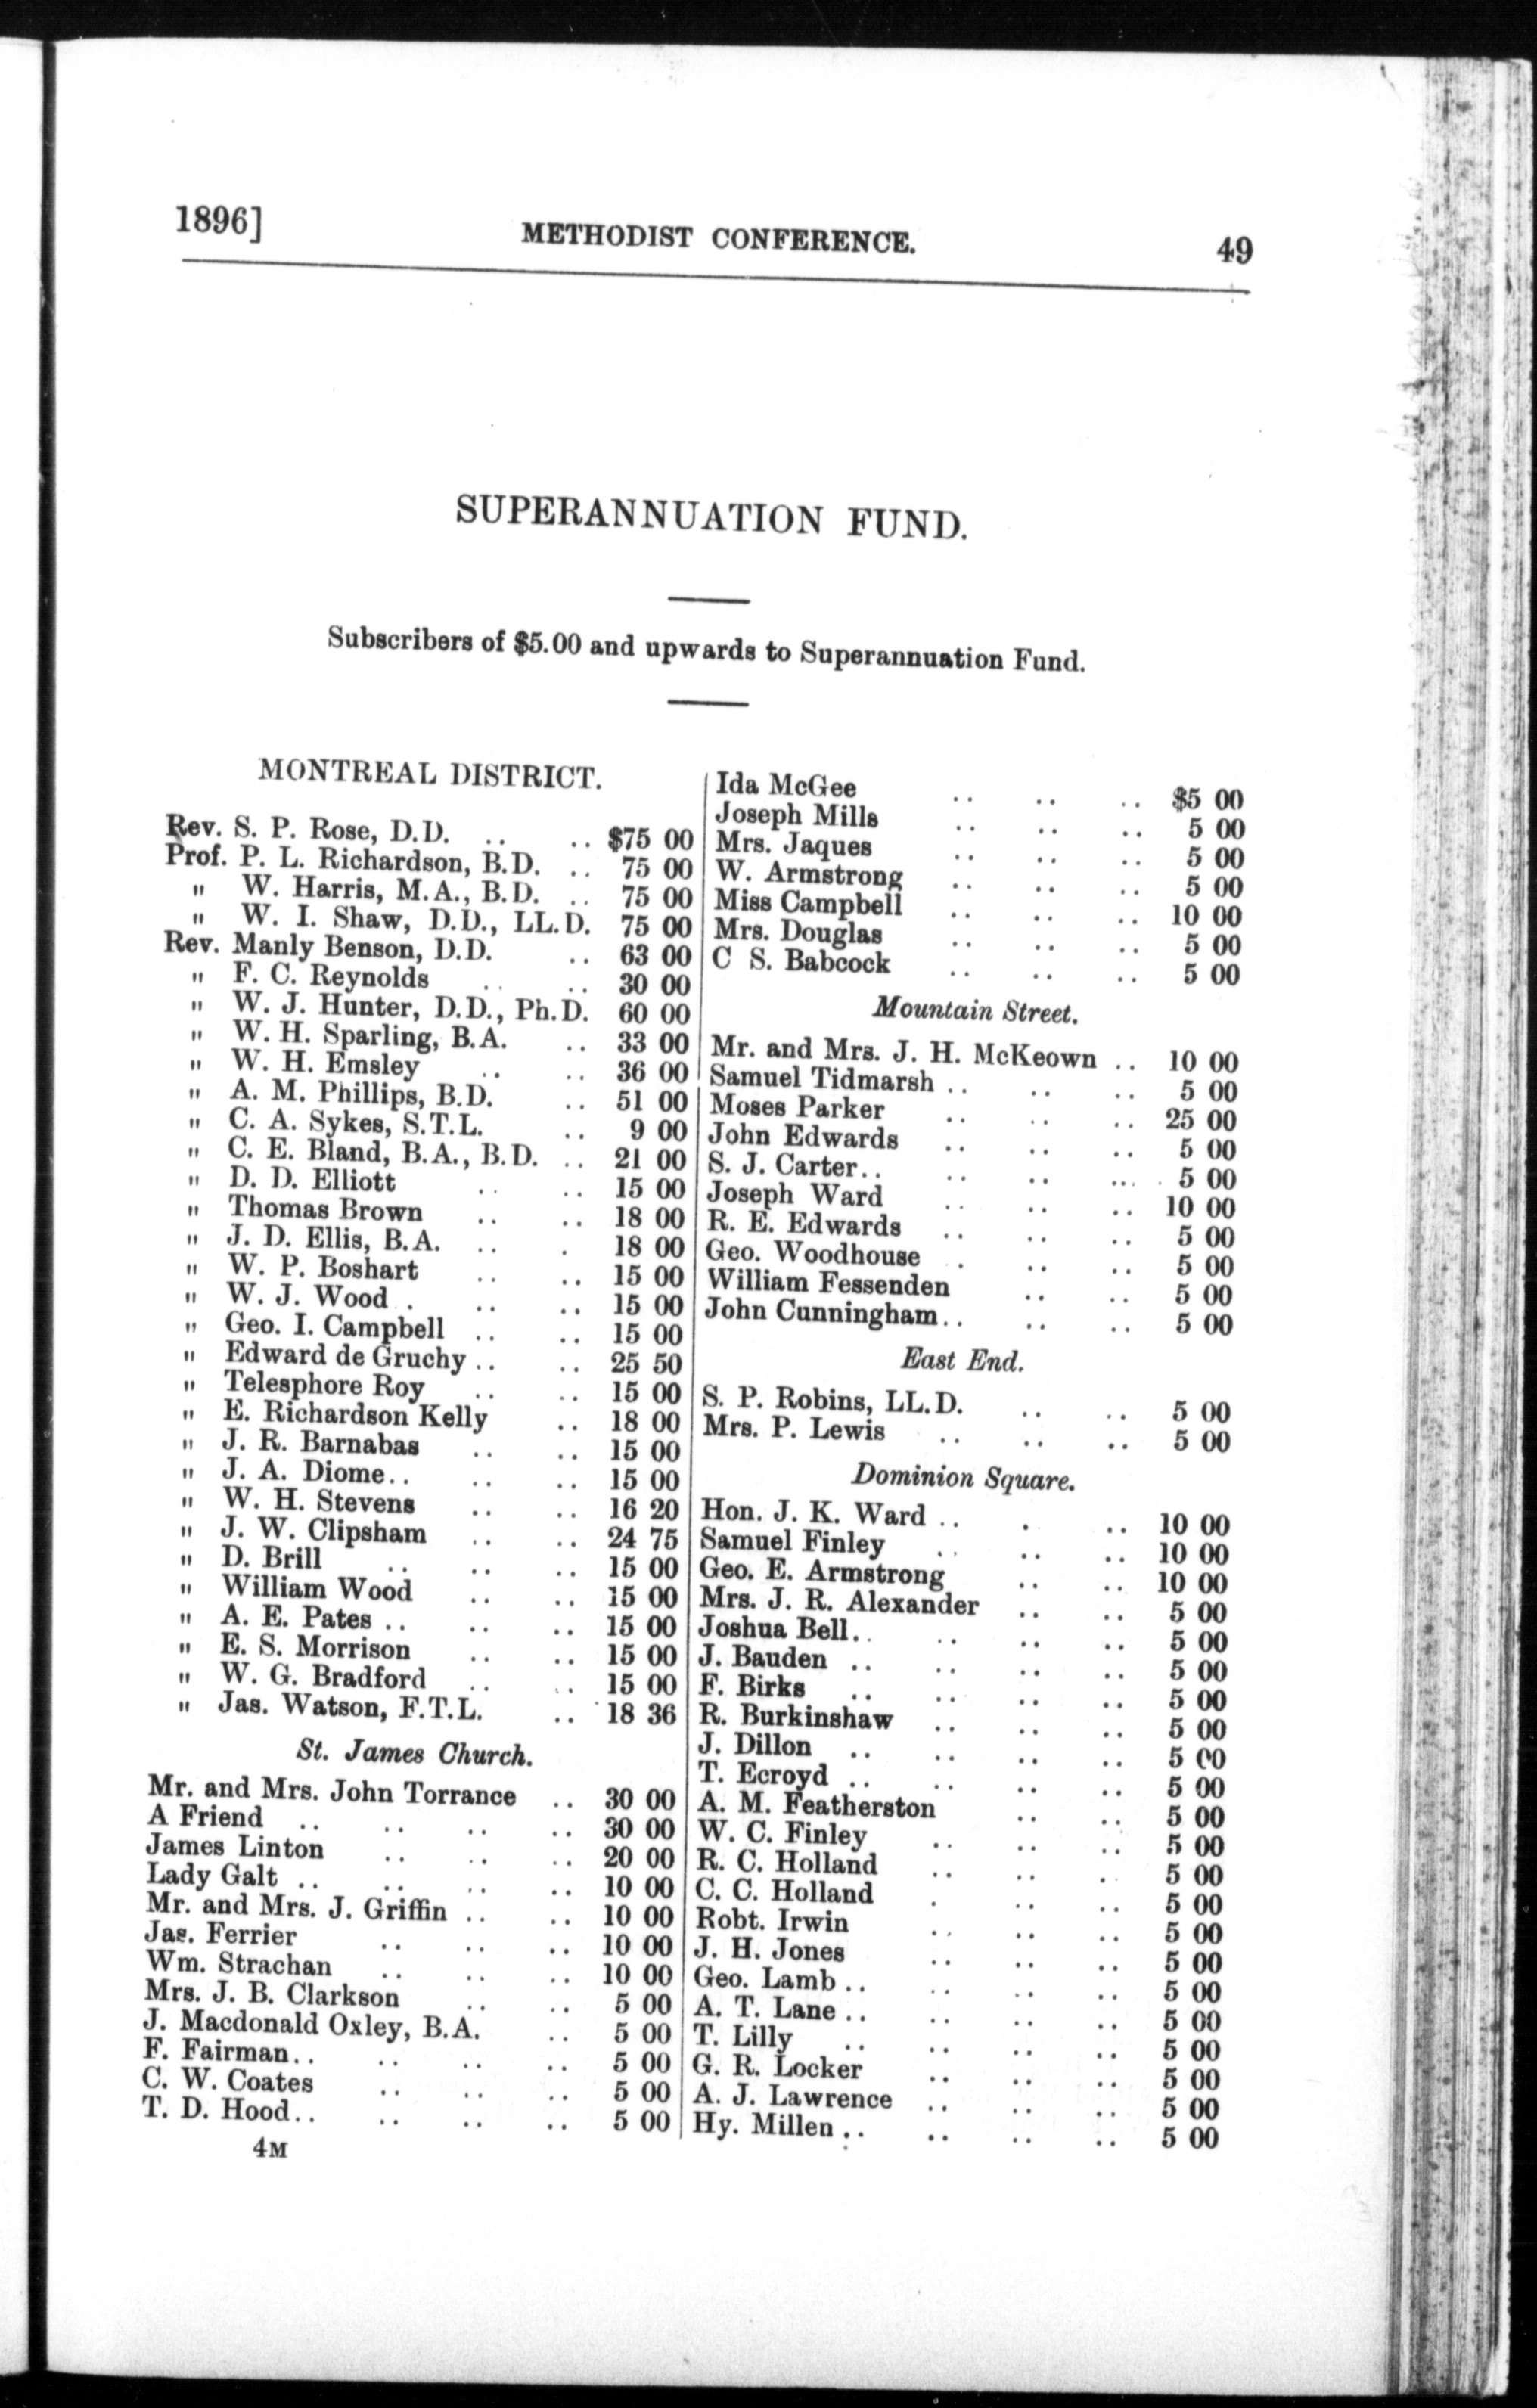 1896] METHODIST CONFERENCE. 49
SUPERANNUATION FUND.
Subscribers of $5.00 and upwards to Superannuation Fund.
MONTREAL DISTRICT.
Rev. S. P. Rose, D.D. .. .. $75 00
Prof. P. L. Richardson, B.D. .. 75 00
" W. Harris, M.A., B.D. .. 75 00
" W. I. Shaw, D.D., LL.D. 75 00
Rev. Manly Benson, D.D. .. 63 00
" F. C. Reynolds .. .. 30 00
" W. J. Hunter, D.D., Ph.D. 60 00
" W. H. Sparling, B.A. .. 33 00
" W. H. Emsley .. .. 36 00
" A. M. Phillips, B.D. .. 51 00
" C. A. Sykes, S.T.L. .. 9 00
" C. E. Bland, B.A., B.D. .. 21 00
" D. D. Elliott .. .. 15 00
" Thomas Brown .. .. 18 00
" J. D. Ellis, B.A. .. . 18 00
" W. P. Boshart .. .. 15 00
" W. J. Wood . .. .. 15 00
" Geo. I. Campbell .. .. 15 00
" Edward de Gruchy .. .. 25 50
" Telesphore Roy .. .. 15 00
" E. Richardson Kelly .. 18 00
" J. R. Barnabas .. .. 15 00
" J. A. Diome .. .. .. 15 00
" W. H. Stevens .. .. 16 20
" J. W. Clipsham .. .. 24 75
" D. Brill .. .. .. 15 00
" William Wood .. .. 15 00
" A. E. Pates .. .. .. 15 00
" E. S. Morrison .. .. 15 00
" W. G. Bradford .. .. 15 00
" Jas. Watson, F.T.L. .. 18 36
St. James Church.
Mr. and Mrs. John Torrance .. 30 00
A Friend .. .. .. .. 30 00
James Linton .. .. .. 20 00
Lady Galt .. .. .. .. 10 00
Mr. and Mrs. J. Griffin .. .. 10 00
Jas. Ferrier .. .. .. 10 00
Wm. Strachan .. .. .. 10 00
Mrs. J. B. Clarkson .. .. 5 00
J. Macdonald Oxley, B.A. .. 5 00
F. Fairman .. .. .. .. 5 00
C. W. Coates .. .. .. 5 00
T. D. Hood .. .. .. .. 5 00
4M
Ida McGee .. .. .. $5 00
Joseph Mills .. .. .. 5 00
Mrs. Jaques .. .. .. 5 00
W. Armstrong .. .. .. 5 00
Miss Campbell .. .. .. 10 00
Mrs. Douglas .. .. .. 5 00
C S. Babcock .. .. .. 5 00
Mountain Street.
Mr. and Mrs. J. H. McKeown .. 10 00
Samuel Tidmarsh .. .. .. 5 00
Moses Parker .. .. .. 25 00
John Edwards .. .. .. 5 00
S. J. Carter .. .. .. ... 5 00
Joseph Ward .. .. .. 10 00
R. E. Edwards .. .. .. 5 00
Geo. Woodhouse . .. .. 5 00
William Fessenden .. .. 5 00
John Cunningham .. .. .. 5 00
East End.
S. P. Robins, LL.D. .. .. 5 00
Mrs. P. Lewis .. .. .. 5 00
Dominion Square.
Hon. J. K. Ward .. . .. 10 00
Samuel Finley .. .. .. 10 00
Geo. E. Armstrong .. .. 10 00
Mrs. J. R. Alexander .. .. 5 00
Joshua Bell .. .. .. .. 5 00
J. Bauden .. .. .. .. 5 00
F. Birks .. .. .. .. 5 00
R. Burkinshaw .. .. .. 5 00
J. Dillon .. .. .. .. 5 00
T. Ecroyd .. .. .. .. 5 00
A. M. Featherston .. .. 5 00
W. C. Finley .. .. .. 5 00
R. C. Holland .. .. . 5 00
C. C. Holland . .. .. 5 00
Robt. Irwin .. .. .. 5 00
J. H. Jones .. .. .. 5 00
Geo. Lamb .. .. .. .. 5 00
A. T. Lane .. .. .. .. 5 00
T. Lilly .. .. .. .. 5 00
G. R. Locker .. .. .. 5 00
A. J. Lawrence .. .. .. 5 00
Hy. Millen .. .. .. .. 5 00